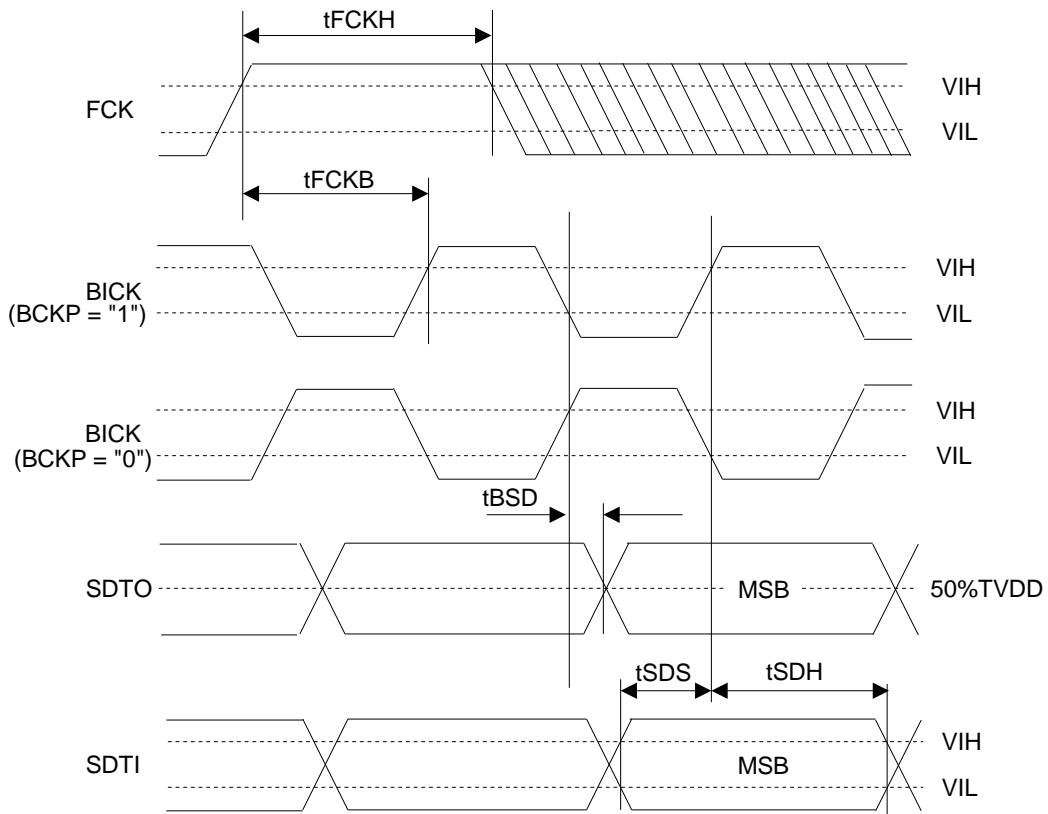 tFCKH
FCK
VIH
VIL
tFCKB
BICK
(BCKP = "1")
VIH
VIL
BICK
(BCKP = "0")
VIH
VIL
tBSD
SDTO
MSB
50%TVDD
tSDS
tSDH
SDTI
MSB
VIH
VIL